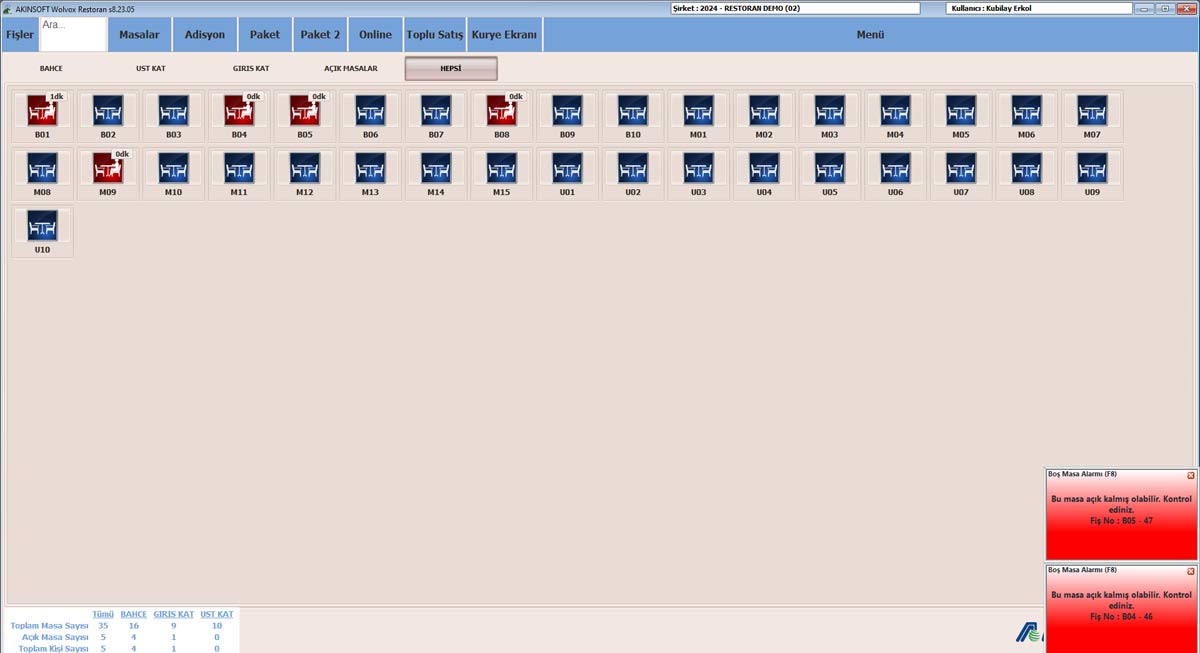 AKINSOFT Wolvox Restoran s8.23.05
Şirket : 2024 - RESTORAN DEMO (02)
Kullanıcı : Kubilay Erkol
Fişler
Ara...
Masalar
Adisyon
Paket
Paket 2
Online
Toplu Satış
Kurye Ekranı
Menü
BAHCE
UST KAT
GIRIS KAT
AÇIK MASALAR
HEPSİ
1dk 0dk 0dk 0dk
B01 B02 B03 B04 B05 B06 B07 B08 B09 B10 M01 M02 M03 M04 M05 M06 M07
0dk
M08 M09 M10 M11 M12 M13 M14 M15 U01 U02 U03 U04 U05 U06 U07 U08 U09
U10
Boş Masa Alarmı (F8)
Bu masa açık kalmış olabilir. Kontrol
ediniz.
Fiş No : B05 - 47
Boş Masa Alarmı (F8)
Bu masa açık kalmış olabilir. Kontrol
ediniz.
Fiş No : B04 - 46
Tümü BAHCE GIRIS KAT UST KAT
Toplam Masa Sayısı 35 16 9 10
Açık Masa Sayısı 5 4 1 0
Toplam Kişi Sayısı 5 4 1 0